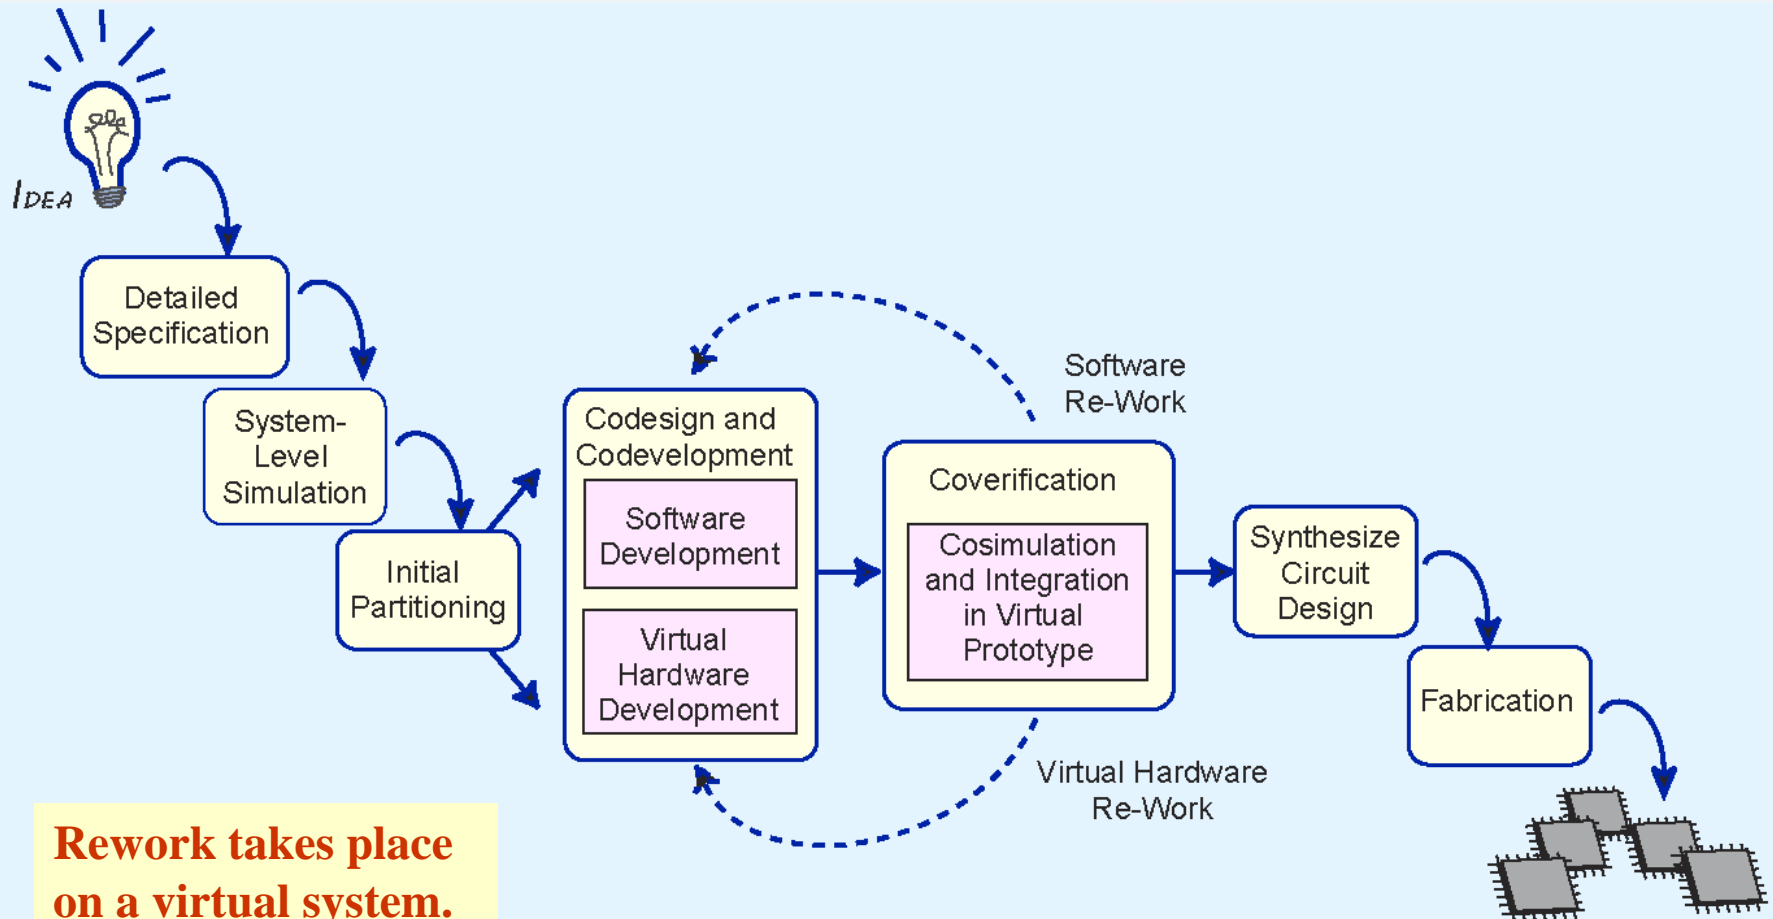 IDEA
Detailed
Specification
System-
Level
Simulation
Initial
Partitioning
Codesign and
Codevelopment
Software
Development
Virtual
Hardware
Development
Software
Re-Work
Coverification
Cosimulation
and Integration
in Virtual
Prototype
Virtual Hardware
Re-Work
Synthesize
Circuit
Design
Fabrication
Rework takes place
on a virtual system.